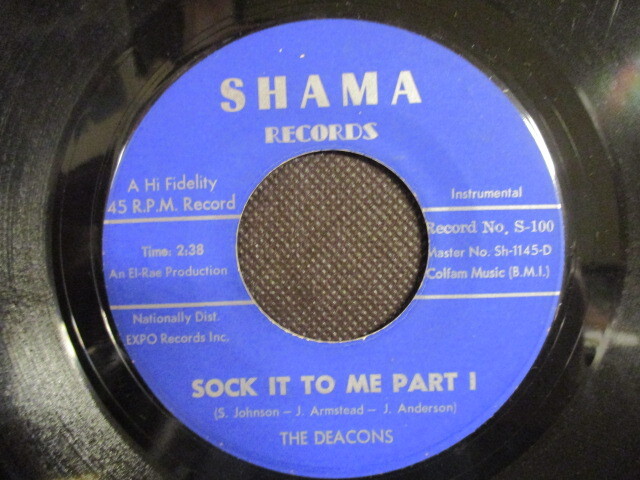 SHAMA
RECORDS
A Hi Fidelity
45 R.P.M. Record
Instrumental
Record No. S-100
Time: 2:38
Master No. Sh-1145-D
An El-Rae Production
Colfam Music (B.M.I.)
Nationally Dist.
EXPO Records Inc.
SOCK IT TO ME PART I
(S. Johnson — J. Armstead — J. Anderson)
THE DEACONS